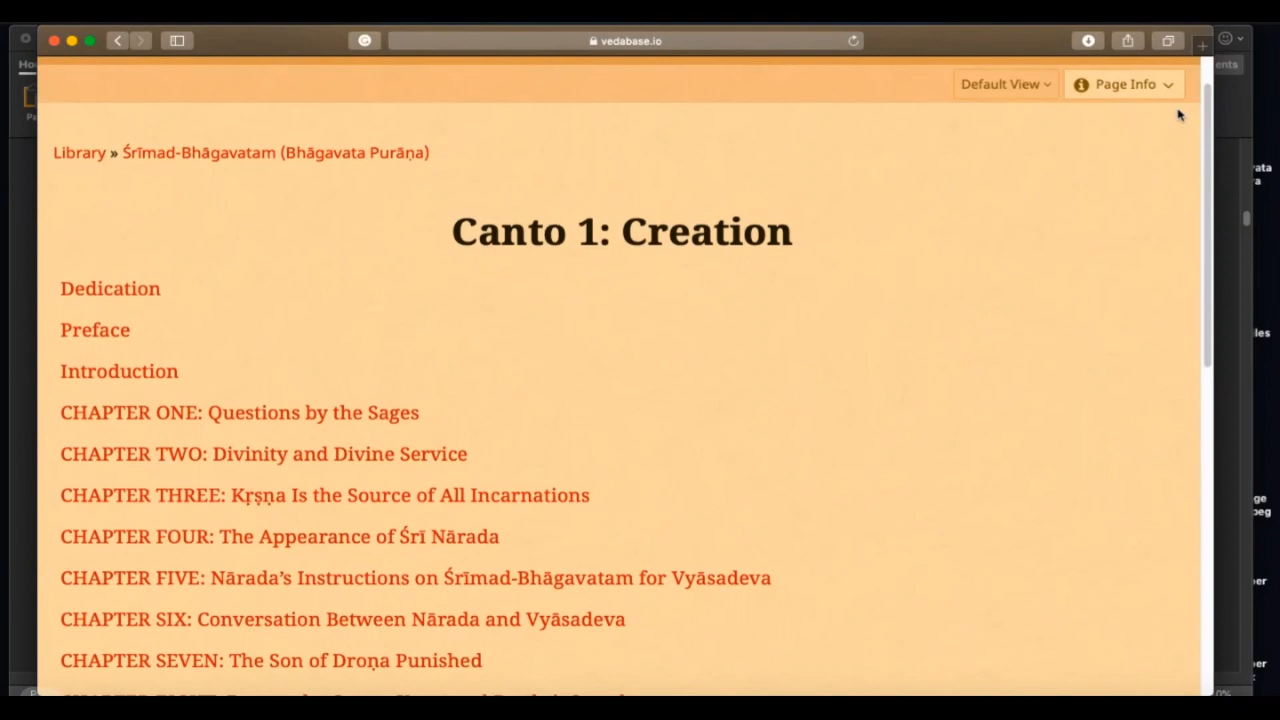 vedabase.io
Default View
Page Info
Library » Śrīmad-Bhāgavatam (Bhāgavata Purāṇa)
Canto 1: Creation
Dedication
Preface
Introduction
CHAPTER ONE: Questions by the Sages
CHAPTER TWO: Divinity and Divine Service
CHAPTER THREE: Kṛṣṇa Is the Source of All Incarnations
CHAPTER FOUR: The Appearance of Śrī Nārada
CHAPTER FIVE: Nārada’s Instructions on Śrīmad-Bhāgavatam for Vyāsadeva
CHAPTER SIX: Conversation Between Nārada and Vyāsadeva
CHAPTER SEVEN: The Son of Droṇa Punished